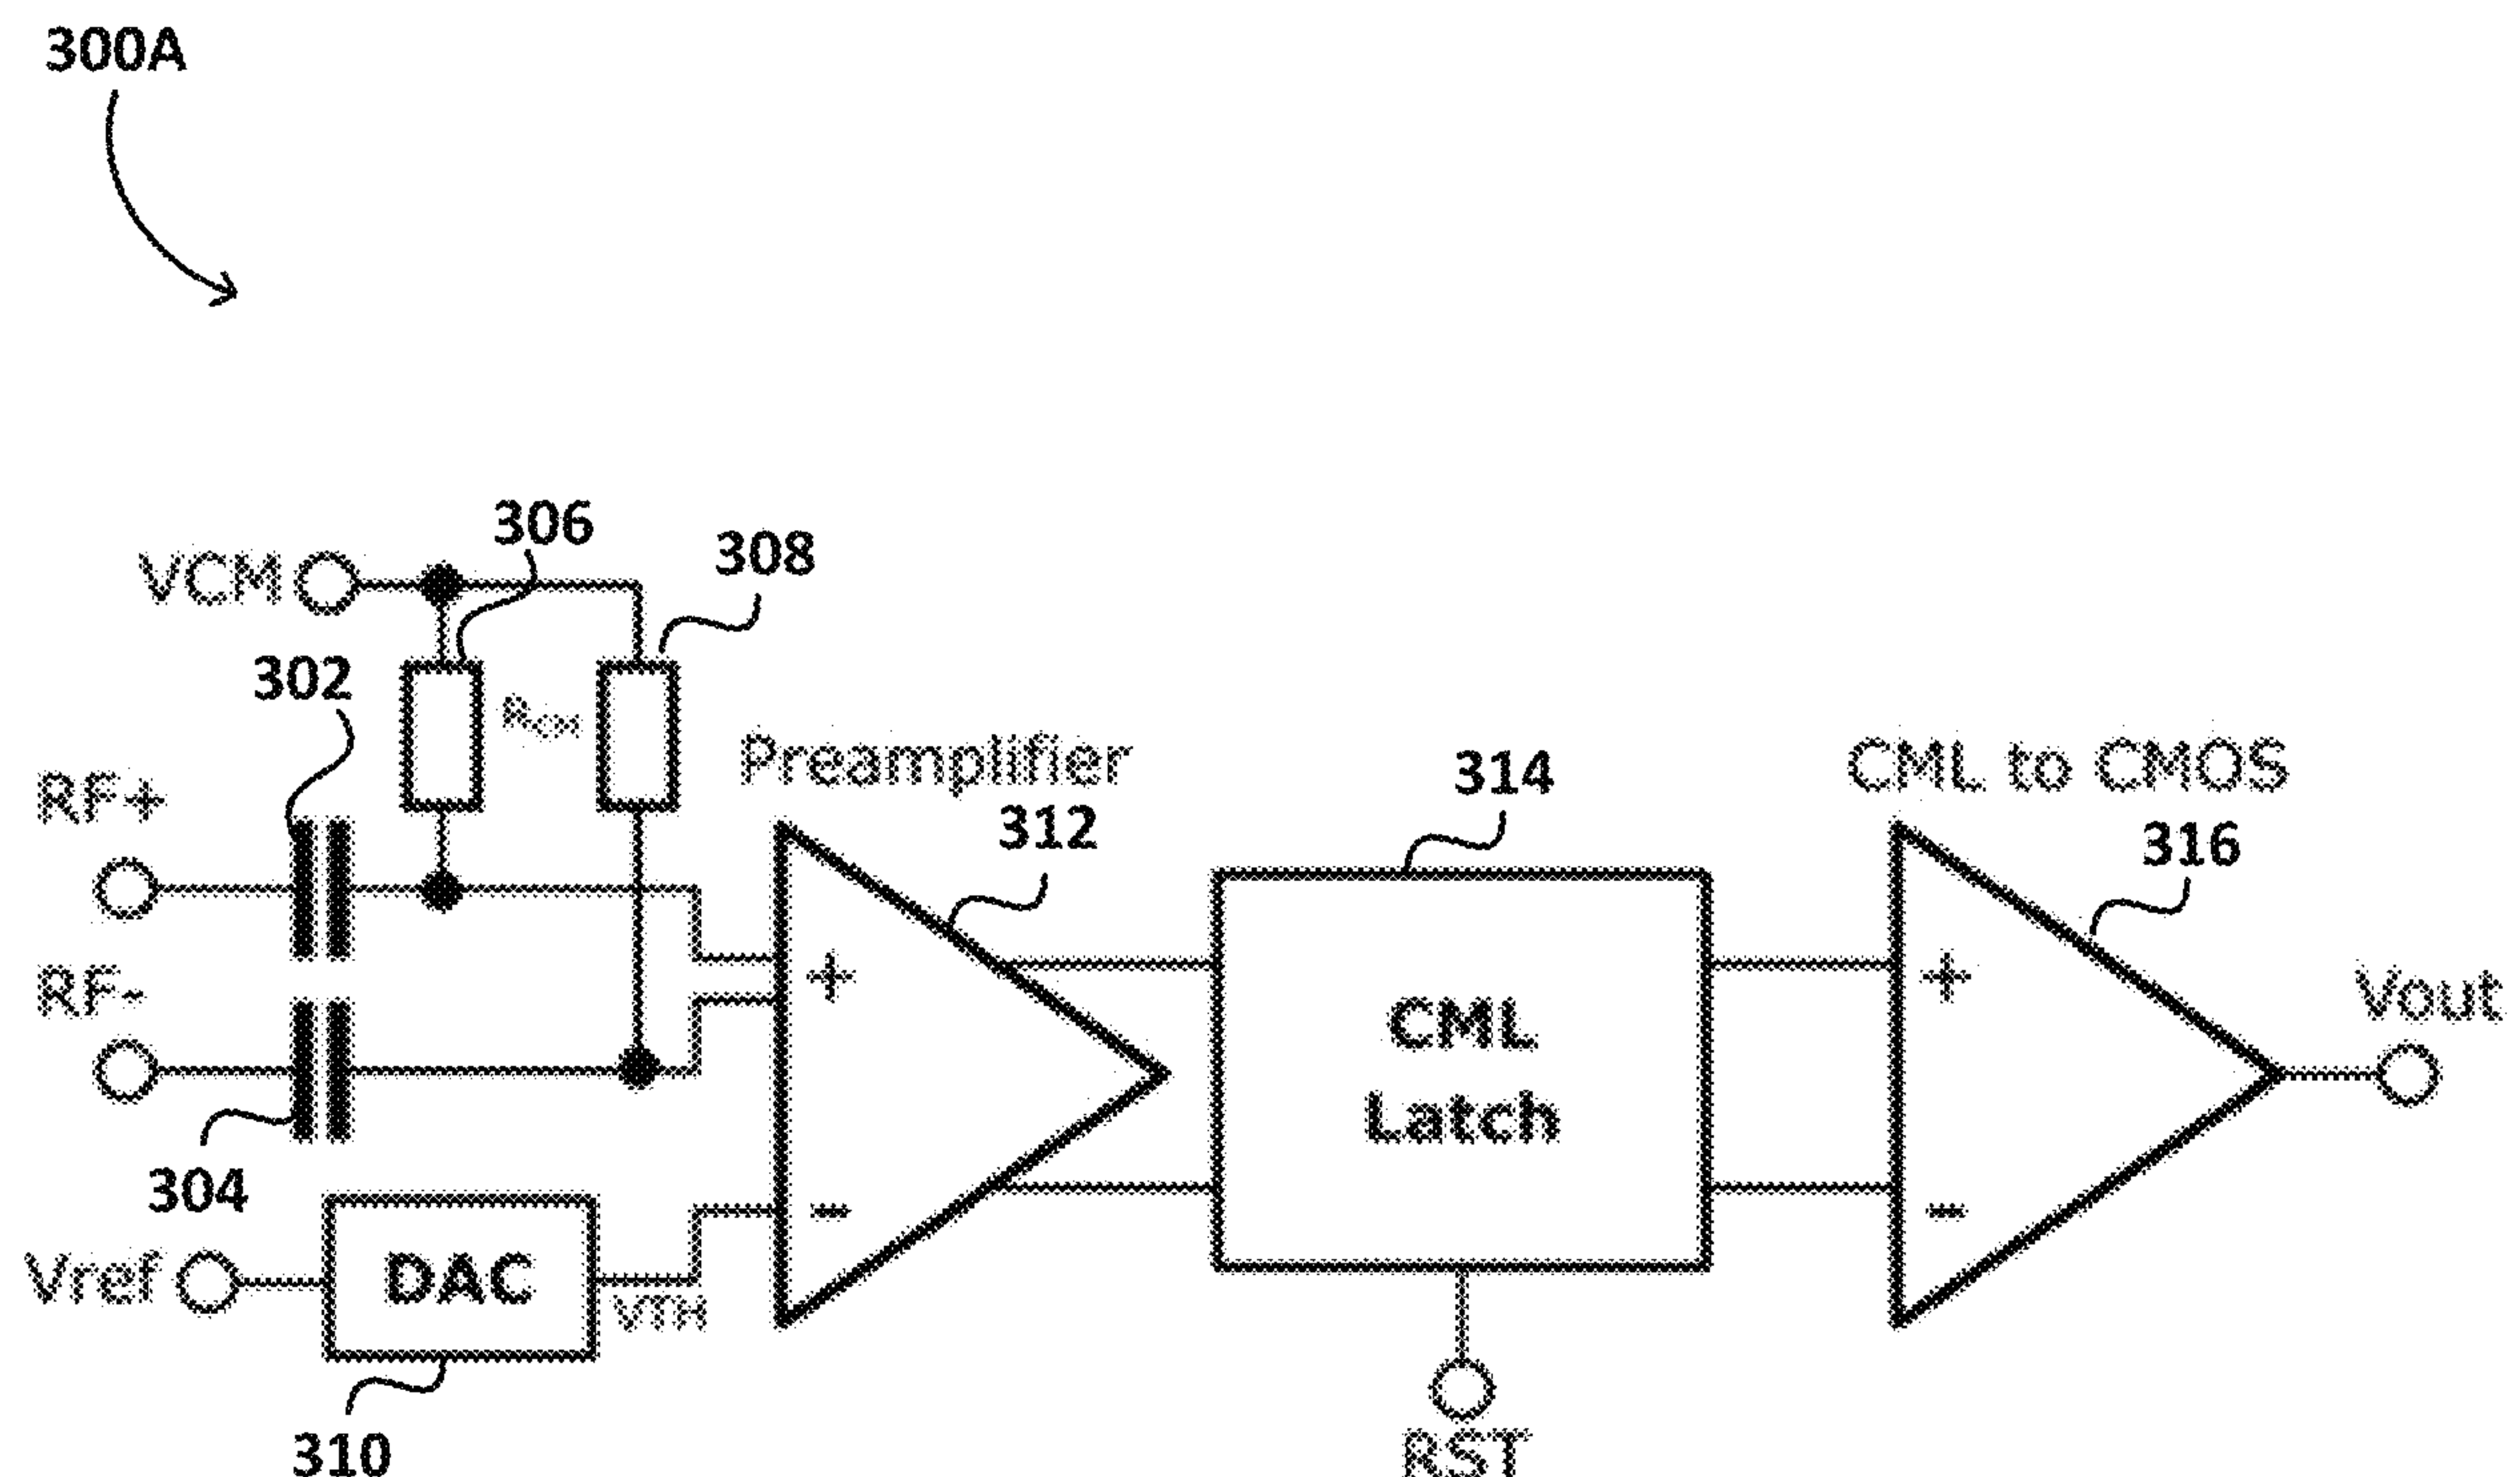 300A
306
308
VCM
302
RCM
Preamplifier
314
CML to CMOS
RF+
312
316
RF-
CML
Latch
Vout
304
Vref
DAC
VTH
310
RST
+
-
+
-